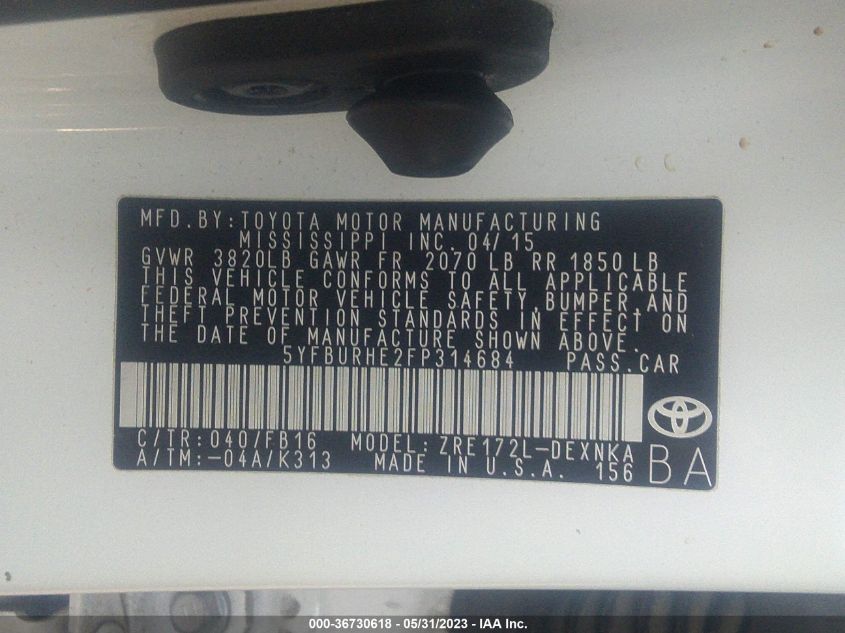 MFD.BY:TOYOTA MOTOR MANUFACTURING
MISSISSIPPI INC. 04/15
GVWR 3820LB GAWR FR 2070 LB RR 1850 LB
THIS VEHICLE CONFORMS TO ALL APPLICABLE
FEDERAL MOTOR VEHICLE SAFETY, BUMPER, AND
THEFT PREVENTION STANDARDS IN EFFECT ON
THE DATE OF MANUFACTURE SHOWN ABOVE.
5YFBURHE2FP314684 PASS.CAR
C/TR: 040/FB16 MODEL: ZRE172L-DEXNKA
A/TM:-04A/K313 MADE IN U.S.A. 156 BA
000-36730618 - 05/31/2023 - IAA Inc.